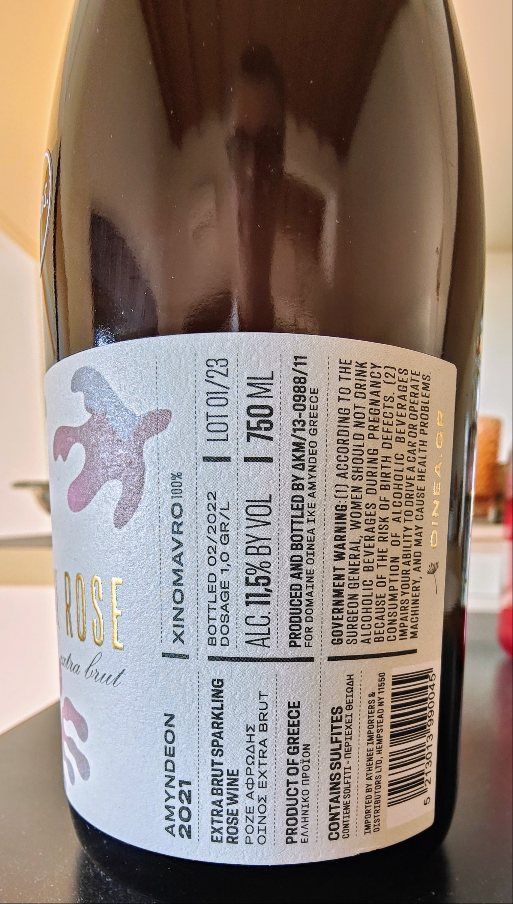 ROSE
extra brut
AMYNDEON
2021
XINOMAVRO 100%
EXTRA BRUT SPARKLING
ROSE WINE
ΡΟΖΕ ΑΦΡΩΔΗΣ
ΟΙΝΟΣ EXTRA BRUT
BOTTLED 02/2022
DOSAGE 1,0 GR/L
LOT 01/23
ALC 11,5% BY VOL
750 ML
PRODUCT OF GREECE
ΕΛΛΗΝΙΚΟ ΠΡΟΪΟΝ
PRODUCED AND BOTTLED BY ΔΚΜ/13-0988/11
FOR DOMAINE OINEA IKE AMYNDEO GREECE
CONTAINS SULFITES
CONTIENE SOLFITI - ΠΕΡΙΕΧΕΙ ΘΕΙΩΔΗ
GOVERNMENT WARNING: (1) ACCORDING TO THE
SURGEON GENERAL, WOMEN SHOULD NOT DRINK
ALCOHOLIC BEVERAGES DURING PREGNANCY
BECAUSE OF THE RISK OF BIRTH DEFECTS. (2)
CONSUMPTION OF ALCOHOLIC BEVERAGES
IMPAIRS YOUR ABILITY TO DRIVE A CAR OR OPERATE
MACHINERY, AND MAY CAUSE HEALTH PROBLEMS.
IMPORTED BY ATHENEE IMPORTERS &
DISTRIBUTORS LTD, HEMPSTEAD NY 11550
5 213013 990045
OINEA.GR